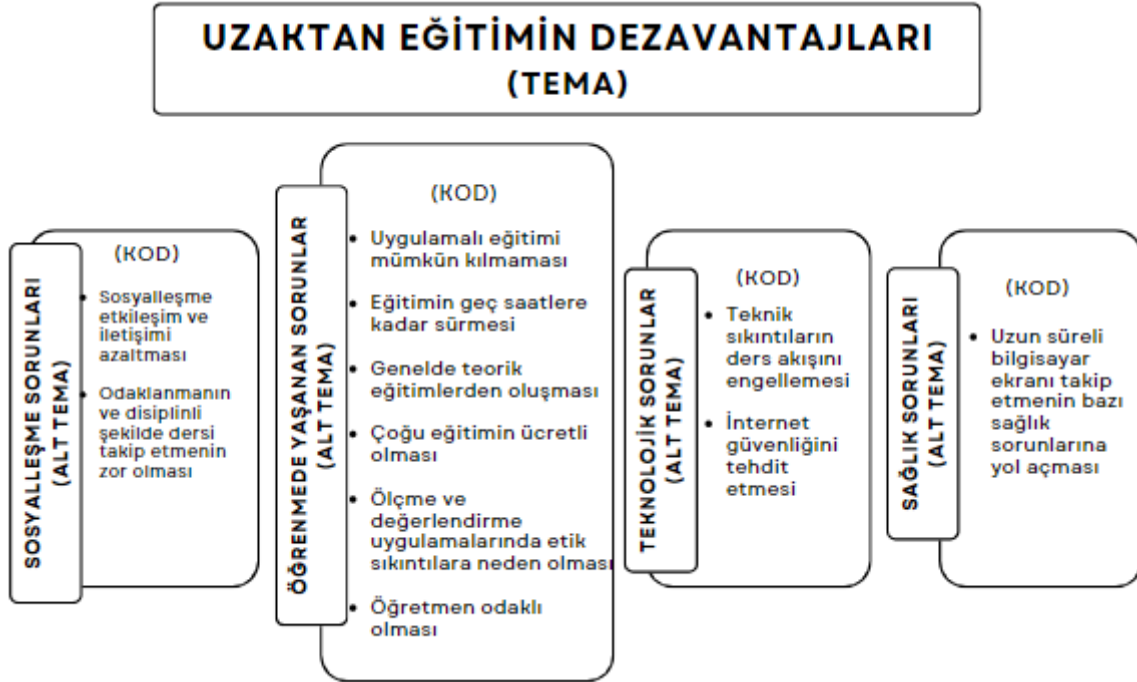 UZAKTAN EĞİTİMİN DEZAVANTAJLARI
(TEMA)
SOSYALLEŞME SORUNLARI
(ALT TEMA)
(KOD)
• Sosyalleşme
etkileşim ve
iletişimi
azaltması
• Odaklanmanın
ve disiplinli
şekilde dersi
takip etmenin
zor olması
ÖĞRENMEDE YAŞANAN SORUNLAR
(ALT TEMA)
(KOD)
• Uygulamalı eğitimi
mümkün kılmaması
• Eğitimin geç saatlere
kadar sürmesi
• Genelde teorik
eğitimlerden oluşması
• Çoğu eğitimin ücretli
olması
• Ölçme ve
değerlendirme
uygulamalarında etik
sıkıntılara neden olması
• Öğretmen odaklı
olması
TEKNOLOJİK SORUNLAR
(ALT TEMA)
(KOD)
• Teknik
sıkıntıların
ders akışını
engellemesi
• İnternet
güvenliğini
tehdit
etmesi
SAĞLIK SORUNLARI
(ALT TEMA)
(KOD)
• Uzun süreli
bilgisayar
ekranı takip
etmenin bazı
sağlık
sorunlarına
yol açması